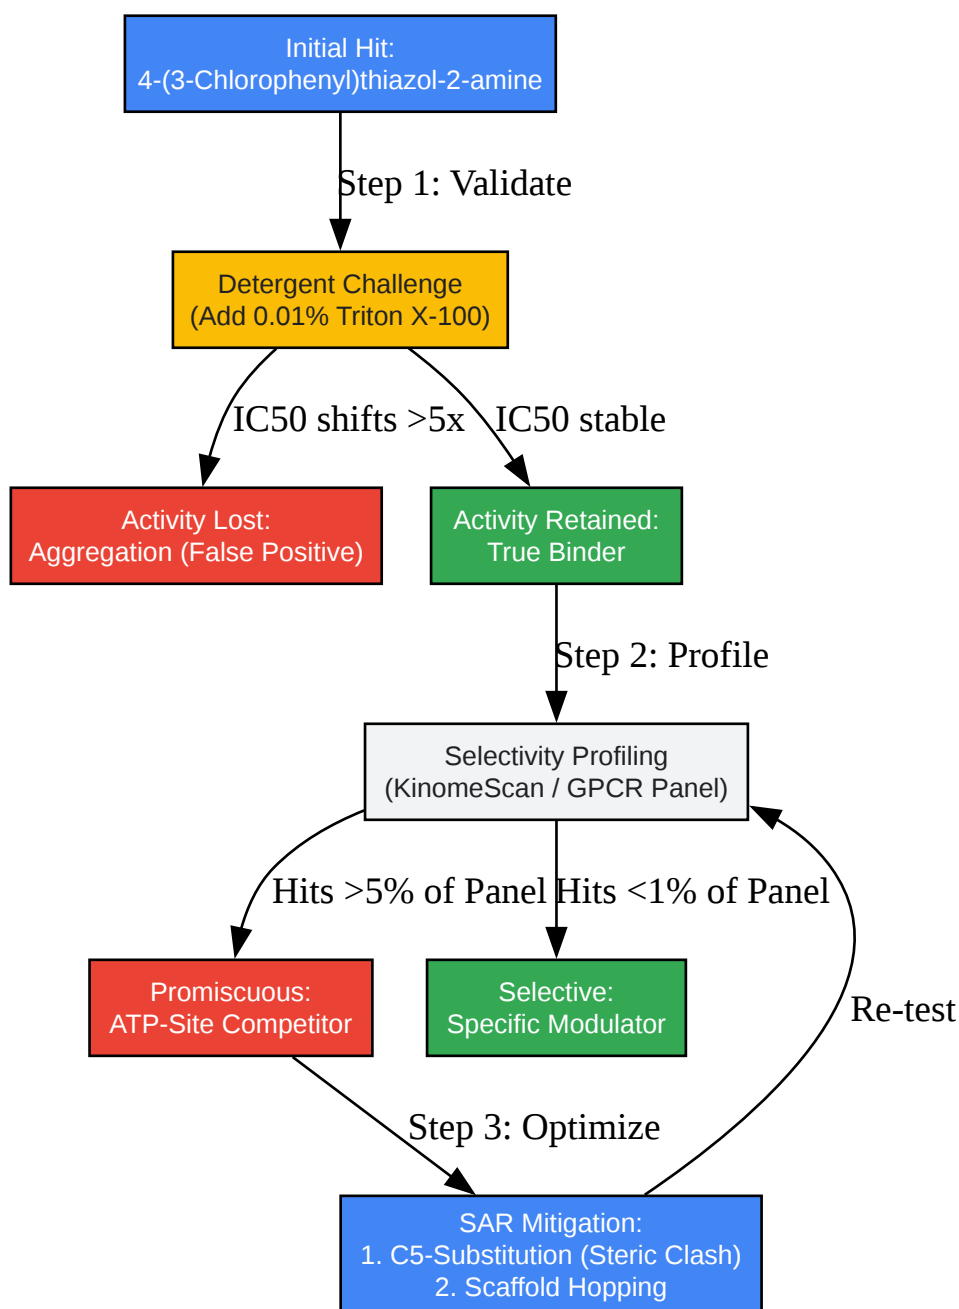 Initial Hit:
4-(3-Chlorophenyl)thiazol-2-amine
Step 1: Validate
Detergent Challenge
(Add 0.01% Triton X-100)
IC50 shifts >5x
IC50 stable
Activity Lost:
Aggregation (False Positive)
Activity Retained:
True Binder
Step 2: Profile
Selectivity Profiling
(KinomeScan / GPCR Panel)
Hits >5% of Panel
Hits <1% of Panel
Promiscuous:
ATP-Site Competitor
Selective:
Specific Modulator
Re-test
Step 3: Optimize
SAR Mitigation:
1. C5-Substitution (Steric Clash)
2. Scaffold Hopping